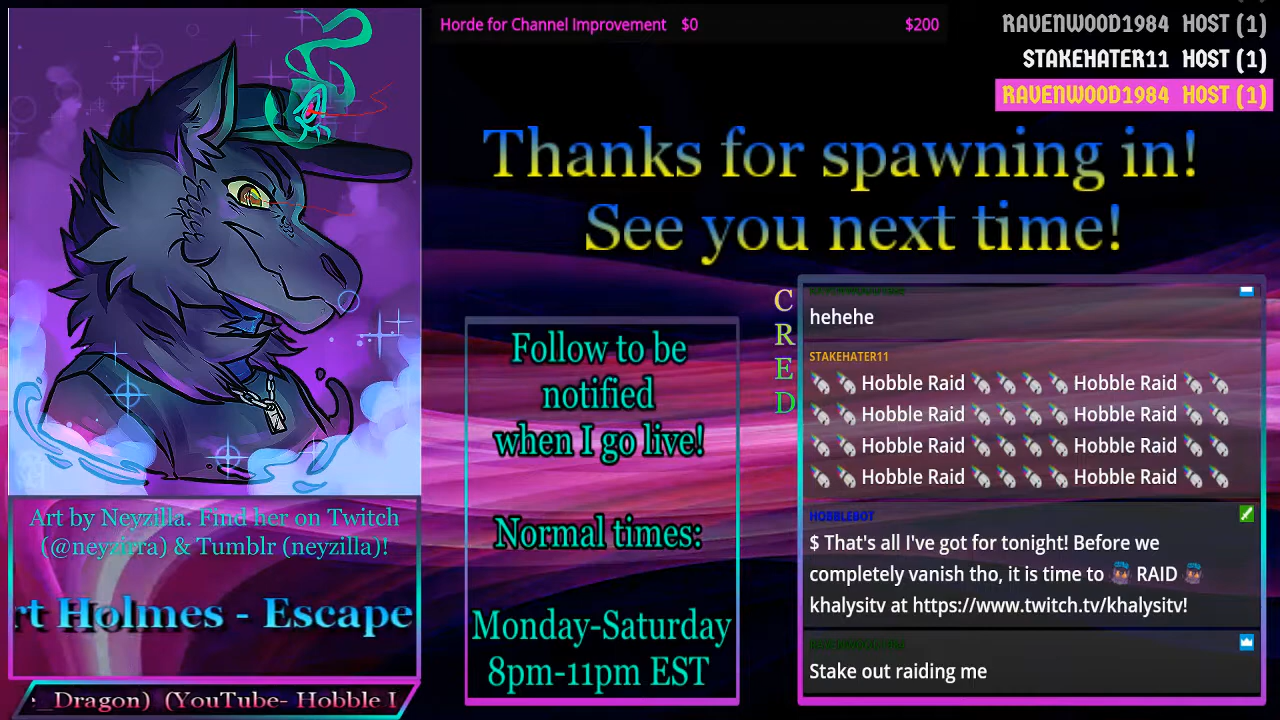 Horde for Channel Improvement $0 $200
RAVENWOOD1984 HOST (1)
STAKEHATER11 HOST (1)
RAVENWOOD1984 HOST (1)
Thanks for spawning in!
See you next time!
Follow to be
notified
when I go live!
Normal times:
Monday-Saturday
8pm-11pm EST
C
R
E
D
hehehe
STAKEHATER11
Hobble Raid Hobble Raid
Hobble Raid Hobble Raid
Hobble Raid Hobble Raid
Hobble Raid Hobble Raid
HOBBLEBOT
$ That's all I've got for tonight! Before we
completely vanish tho, it is time to RAID
khalysitv at https://www.twitch.tv/khalysitv!
RAVENWOOD1984
Stake out raiding me
Art by Neyzilla. Find her on Twitch
(@neyzirra) & Tumblr (neyzilla)!
rt Holmes - Escape
_Dragon) (YouTube- Hobble